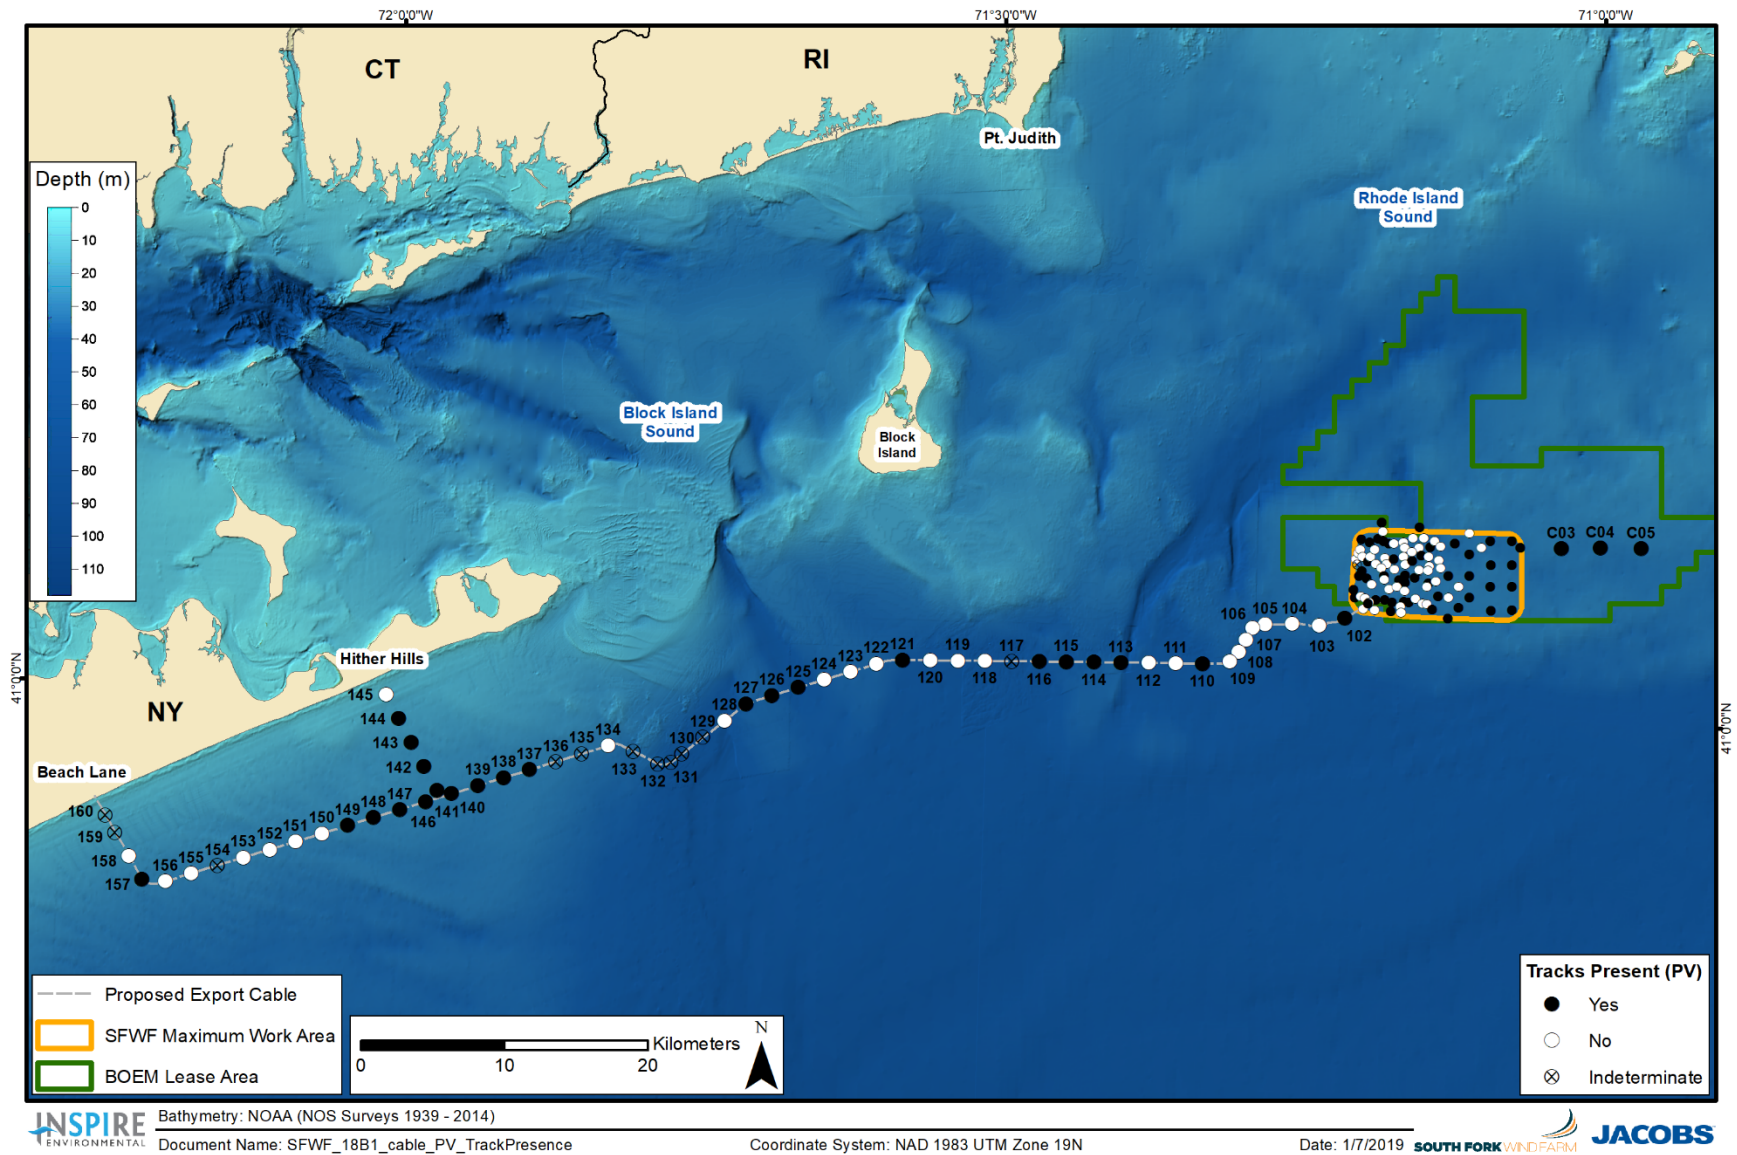 72°0'0"W
71°30'0"W
71°0'0"W
CT
RI
Pt. Judith
Depth (m)
0
10
20
30
40
50
60
70
80
90
100
110
Rhode Island
Sound
Block Island
Sound
Block
Island
C03
C04
C05
106
105
104
103
102
107
108
109
110
111
112
113
114
115
116
117
118
119
120
121
122
123
124
125
126
127
128
129
130
131
132
133
134
135
136
137
138
139
140
141
146
147
148
149
150
151
152
153
154
155
156
157
158
159
160
Hither Hills
145
144
143
142
NY
Beach Lane
41°0'0"N
41°0'0"N
Proposed Export Cable
SFWF Maximum Work Area
BOEM Lease Area
Kilometers
0
10
20
N
Tracks Present (PV)
Yes
No
Indeterminate
INSPIRE
ENVIRONMENTAL
Bathymetry: NOAA (NOS Surveys 1939 - 2014)
Document Name: SFWF_18B1_cable_PV_TrackPresence
Coordinate System: NAD 1983 UTM Zone 19N
Date: 1/7/2019
SOUTH FORK WIND FARM
JACOBS